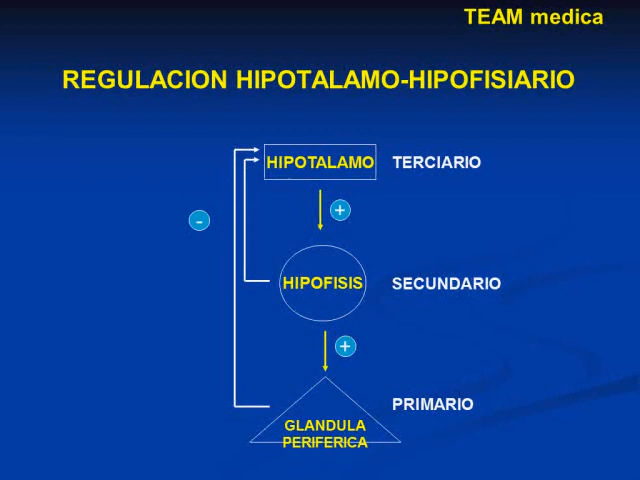 TEAM medica
REGULACION HIPOTALAMO-HIPOFISIARIO
HIPOTALAMO TERCIARIO
+
-
HIPOFISIS SECUNDARIO
+
PRIMARIO
GLANDULA
PERIFERICA